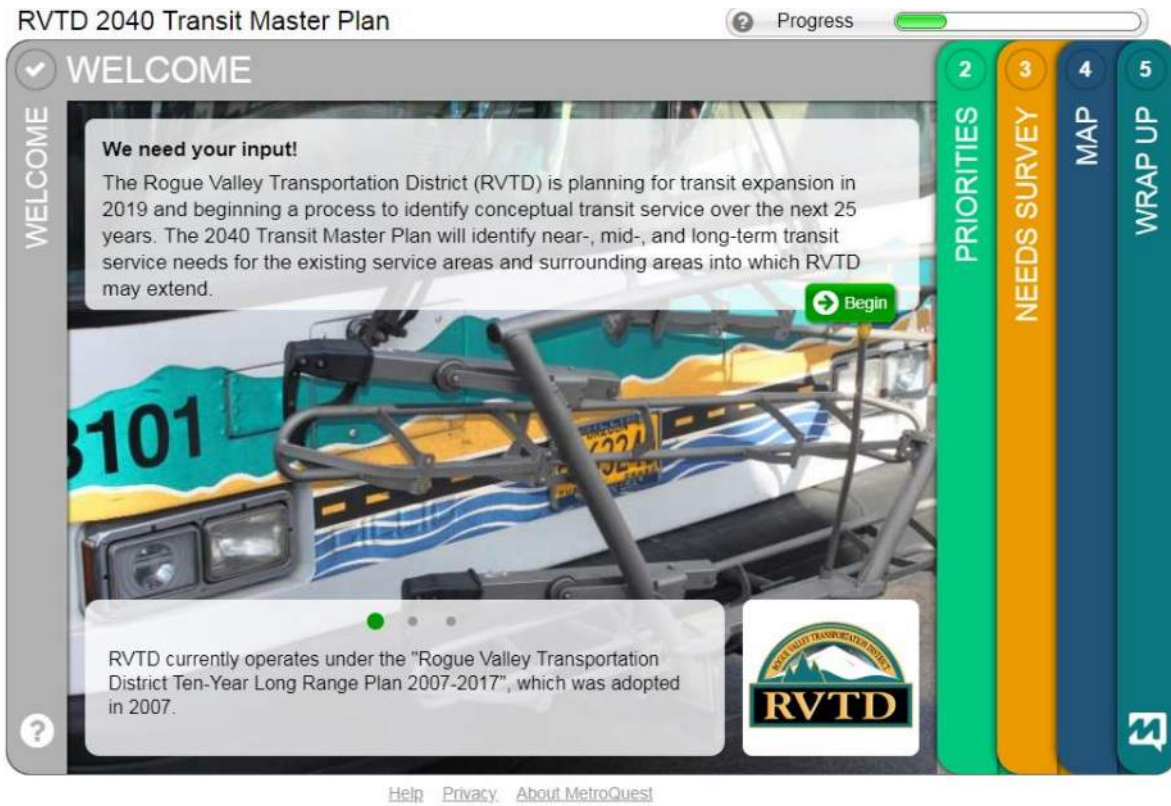 RVTD 2040 Transit Master Plan
? Progress
WELCOME
WELCOME
We need your input!
The Rogue Valley Transportation District (RVTD) is planning for transit expansion in
2019 and beginning a process to identify conceptual transit service over the next 25
years. The 2040 Transit Master Plan will identify near-, mid-, and long-term transit
service needs for the existing service areas and surrounding areas into which RVTD
may extend.
Begin
3101
OREGON
RVTD currently operates under the "Rogue Valley Transportation
District Ten-Year Long Range Plan 2007-2017", which was adopted
in 2007.
ROGUE VALLEY TRANSPORTATION DISTRICT
RVTD
?
2
PRIORITIES
3
NEEDS SURVEY
4
MAP
5
WRAP UP
Help Privacy About MetroQuest